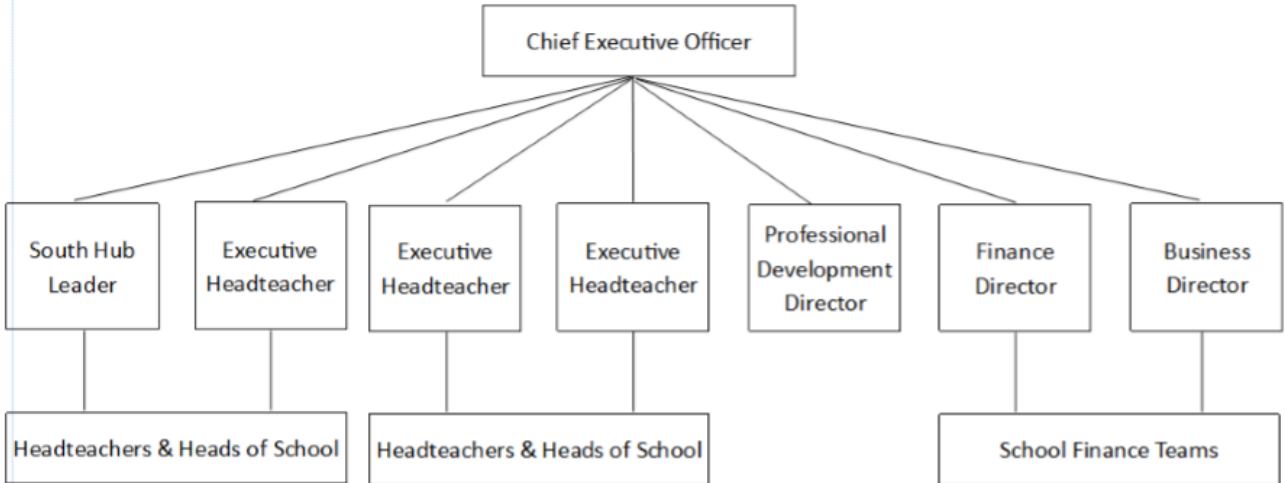 Chief Executive Officer
South Hub
Leader
Executive
Headteacher
Executive
Headteacher
Executive
Headteacher
Professional
Development
Director
Finance
Director
Business
Director
Headteachers & Heads of School
Headteachers & Heads of School
School Finance Teams